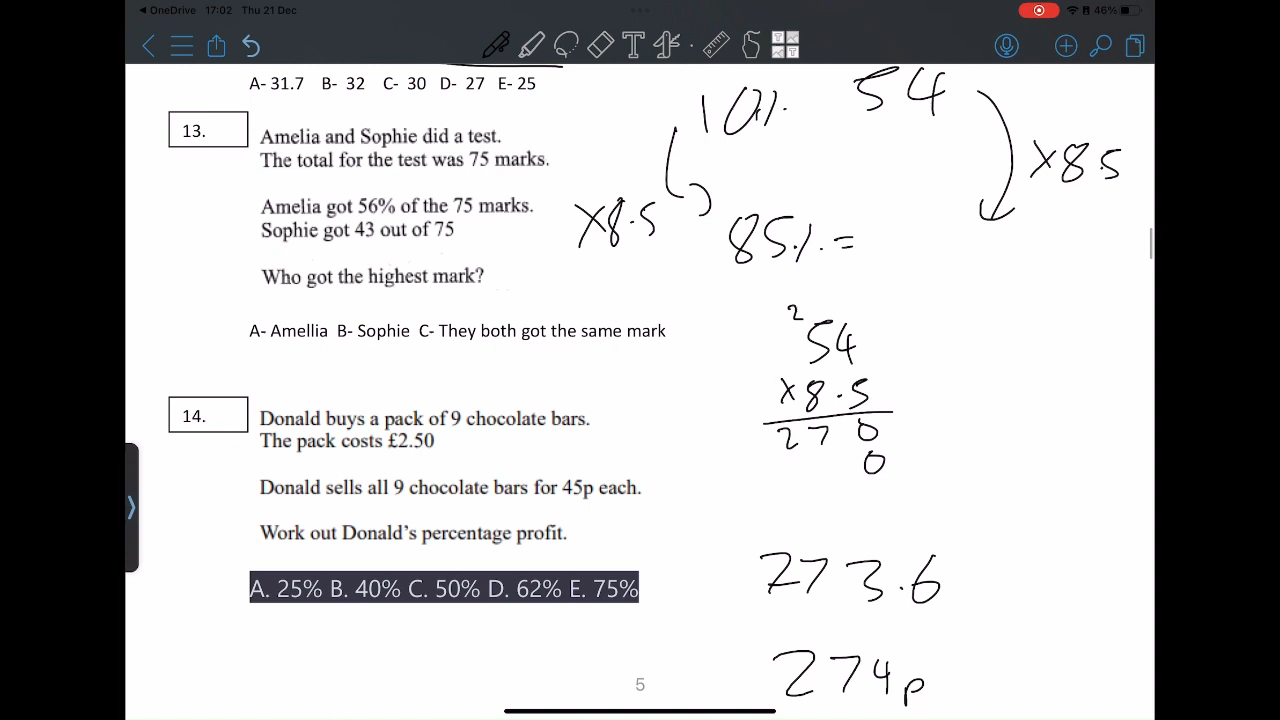 OneDrive 17:02 Thu 21 Dec 46%
A- 31.7 B- 32 C- 30 D- 27 E- 25
10%. 54
13.
Amelia and Sophie did a test.
The total for the test was 75 marks.
×8.5
Amelia got 56% of the 75 marks.
Sophie got 43 out of 75
×8.5
85%. =
Who got the highest mark?
A- Amellia B- Sophie C- They both got the same mark
2
54
×8.5
270
0
14.
Donald buys a pack of 9 chocolate bars.
The pack costs £2.50
Donald sells all 9 chocolate bars for 45p each.
Work out Donald's percentage profit.
A. 25% B. 40% C. 50% D. 62% E. 75%
273.6
274p
5